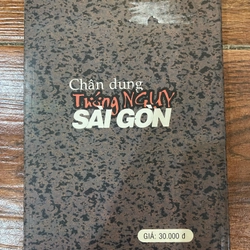 Chân dung
Tướng NGỤY
SÀI GÒN
GIÁ: 30.000 đ